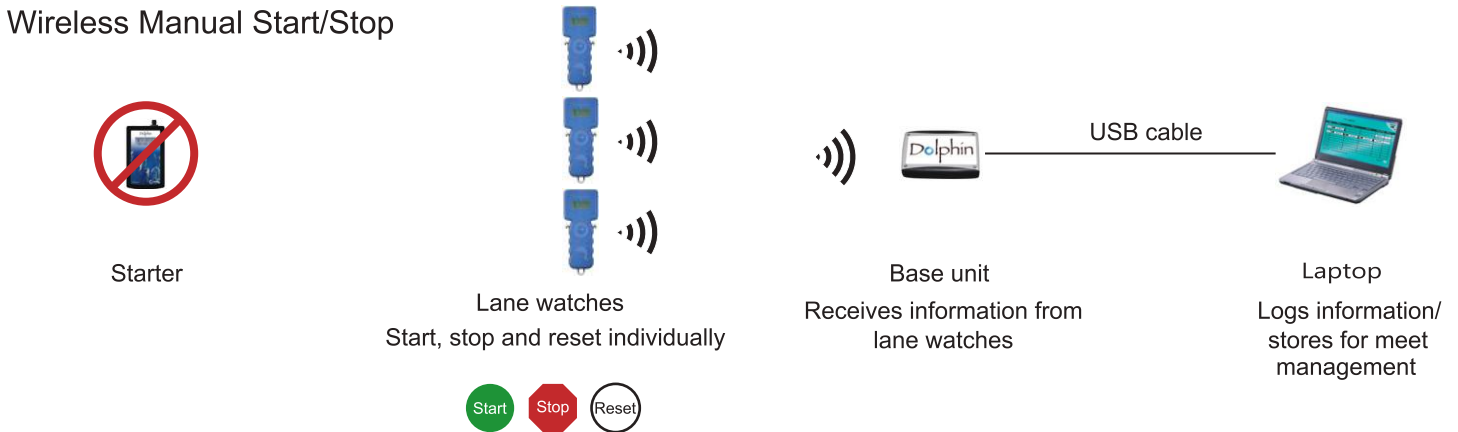 Wireless Manual Start/Stop
Dolphin
USB cable
Starter
Lane watches
Start, stop and reset individually
Start
Stop
Reset
Base unit
Receives information from
lane watches
Laptop
Logs information/
stores for meet
management